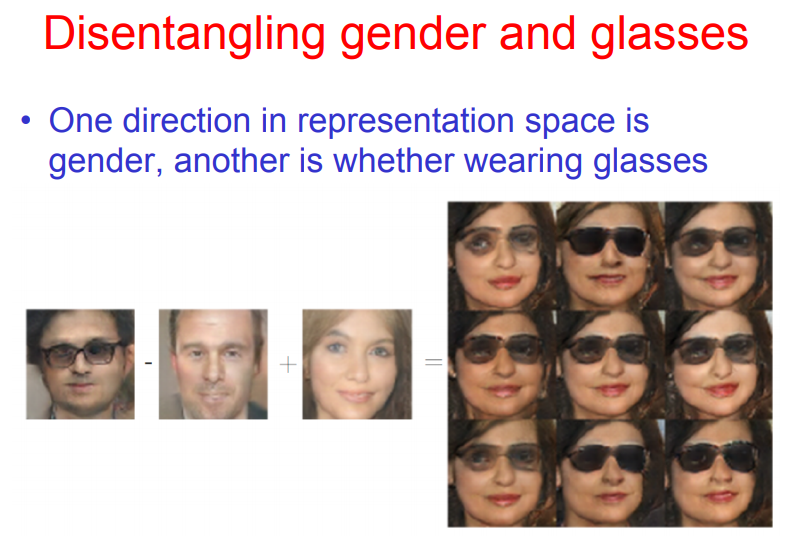 Disentangling gender and glasses
• One direction in representation space is
gender, another is whether wearing glasses
- + =